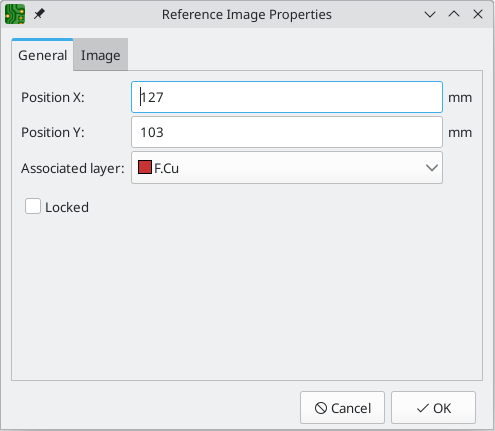 Reference Image Properties
General Image
Position X: 127 mm
Position Y: 103 mm
Associated layer: F.Cu
Locked
Cancel OK